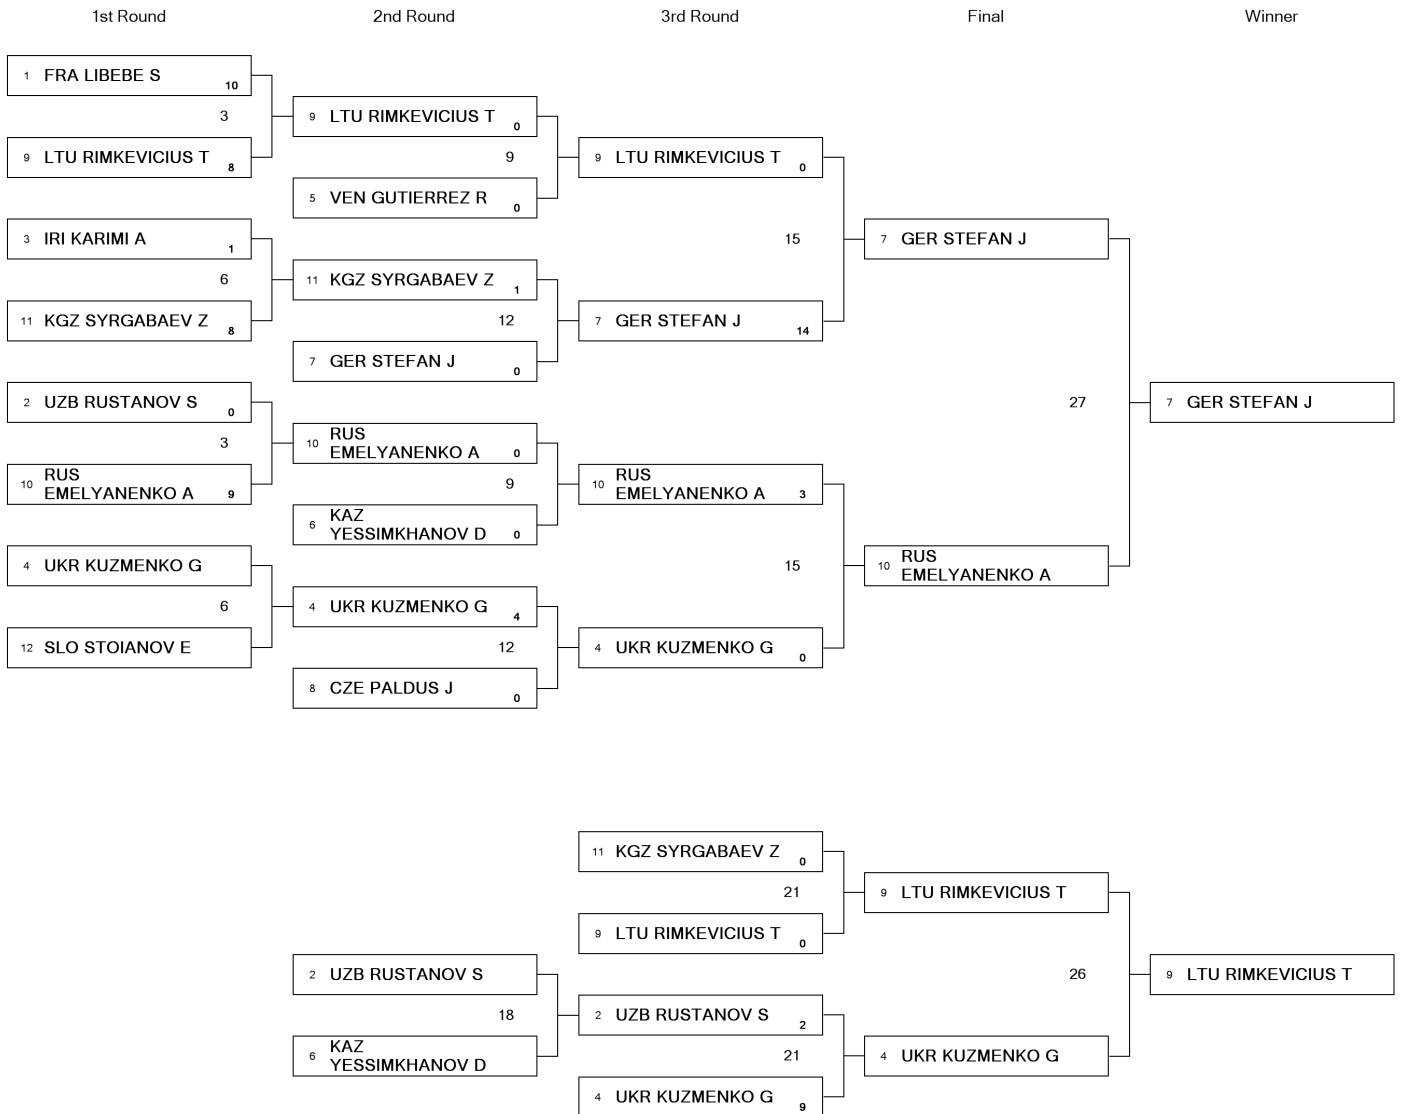 1st Round
2nd Round
3rd Round
Final
Winner
1 FRA LIBEBE S 10
3
9 LTU RIMKEVICIUS T 8
3 IRI KARIMI A 1
6
11 KGZ SYRGABAEV Z 8
2 UZB RUSTANOV S 0
3
10 RUS
EMELYANENKO A 9
4 UKR KUZMENKO G
6
12 SLO STOIANOV E
9 LTU RIMKEVICIUS T 0
9
5 VEN GUTIERREZ R 0
11 KGZ SYRGABAEV Z 1
12
7 GER STEFAN J 0
10 RUS
EMELYANENKO A 0
9
6 KAZ
YESSIMKHANOV D 0
4 UKR KUZMENKO G 4
12
8 CZE PALDUS J 0
9 LTU RIMKEVICIUS T 0
15
7 GER STEFAN J 14
10 RUS
EMELYANENKO A 3
15
4 UKR KUZMENKO G 0
7 GER STEFAN J
27
10 RUS
EMELYANENKO A
7 GER STEFAN J
2 UZB RUSTANOV S
18
6 KAZ
YESSIMKHANOV D
11 KGZ SYRGABAEV Z 0
21
9 LTU RIMKEVICIUS T 0
2 UZB RUSTANOV S 2
21
4 UKR KUZMENKO G 9
9 LTU RIMKEVICIUS T
26
4 UKR KUZMENKO G
9 LTU RIMKEVICIUS T